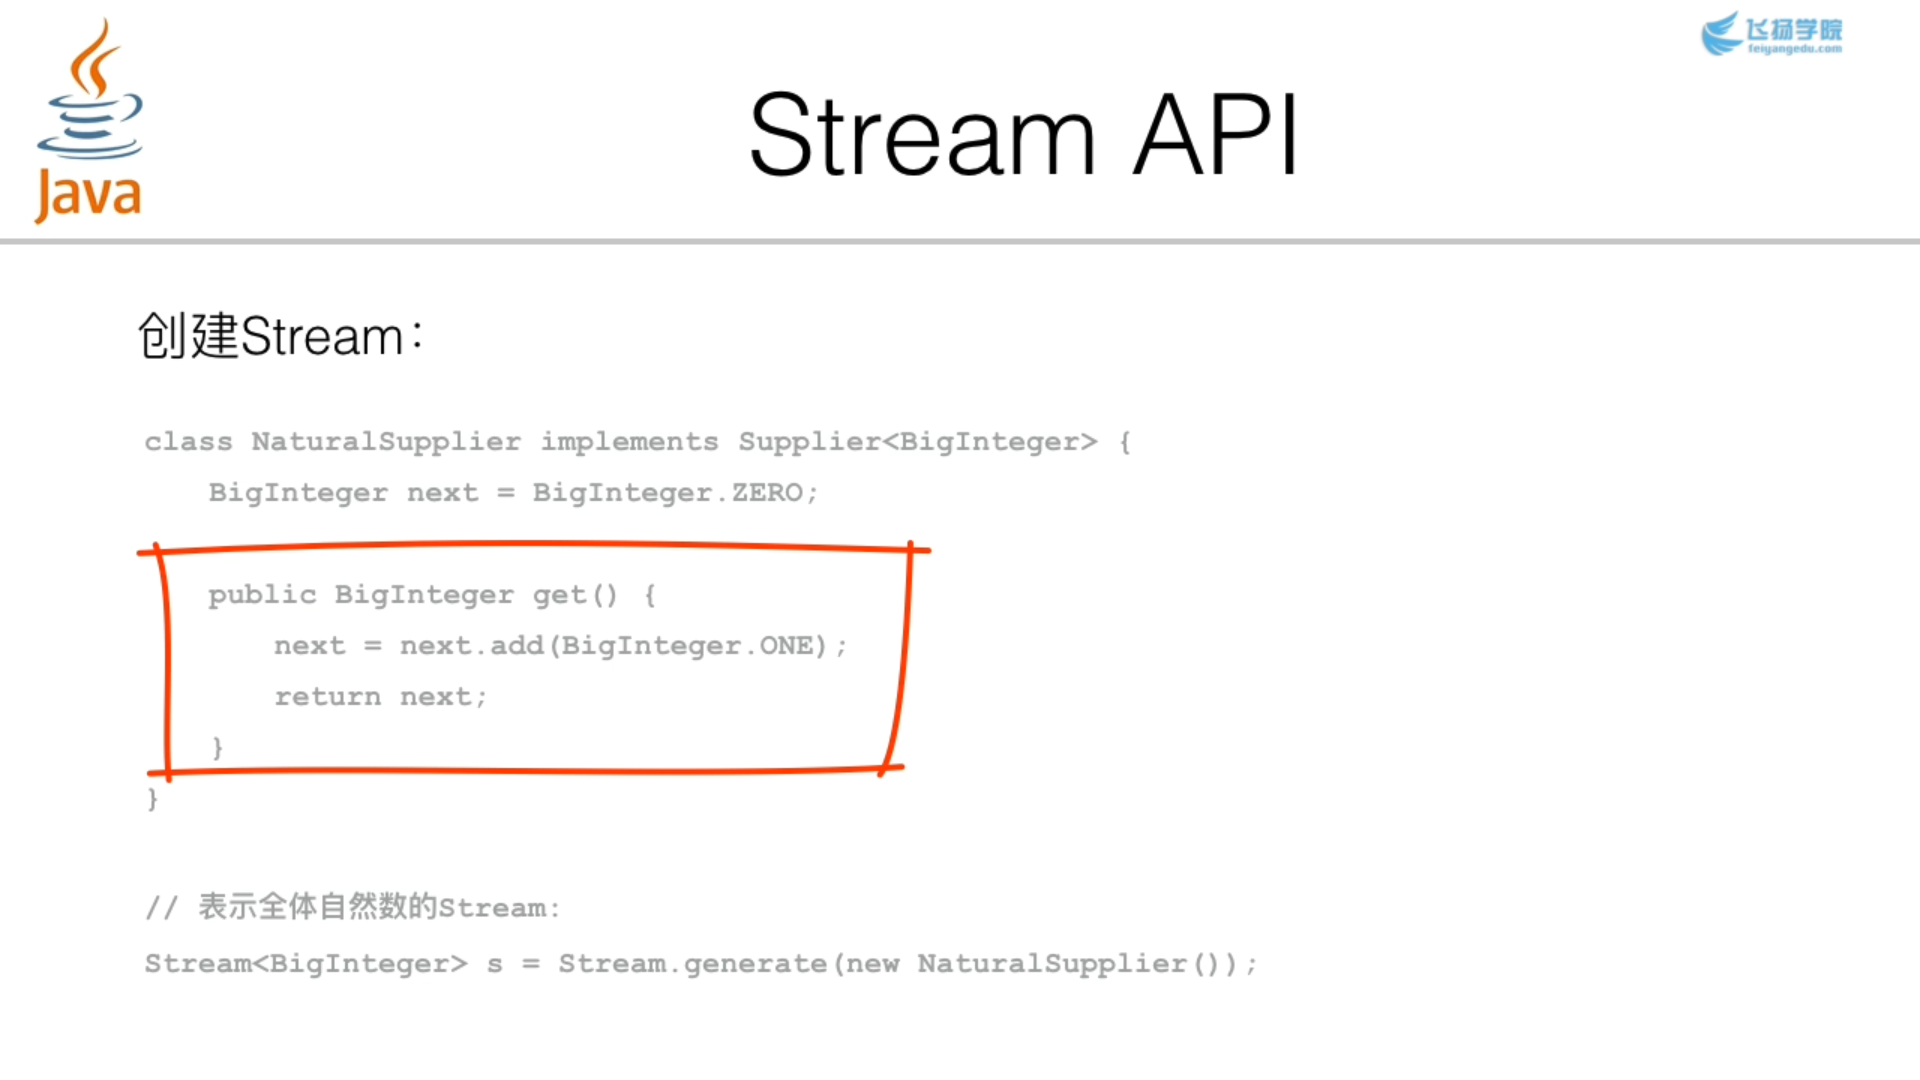 Java
飞扬学院
feiyangedu.com
Stream API
创建Stream：
class NaturalSupplier implements Supplier<BigInteger> {
BigInteger next = BigInteger.ZERO;
public BigInteger get() {
next = next.add(BigInteger.ONE);
return next;
}
}
// 表示全体自然数的Stream:
Stream<BigInteger> s = Stream.generate(new NaturalSupplier());